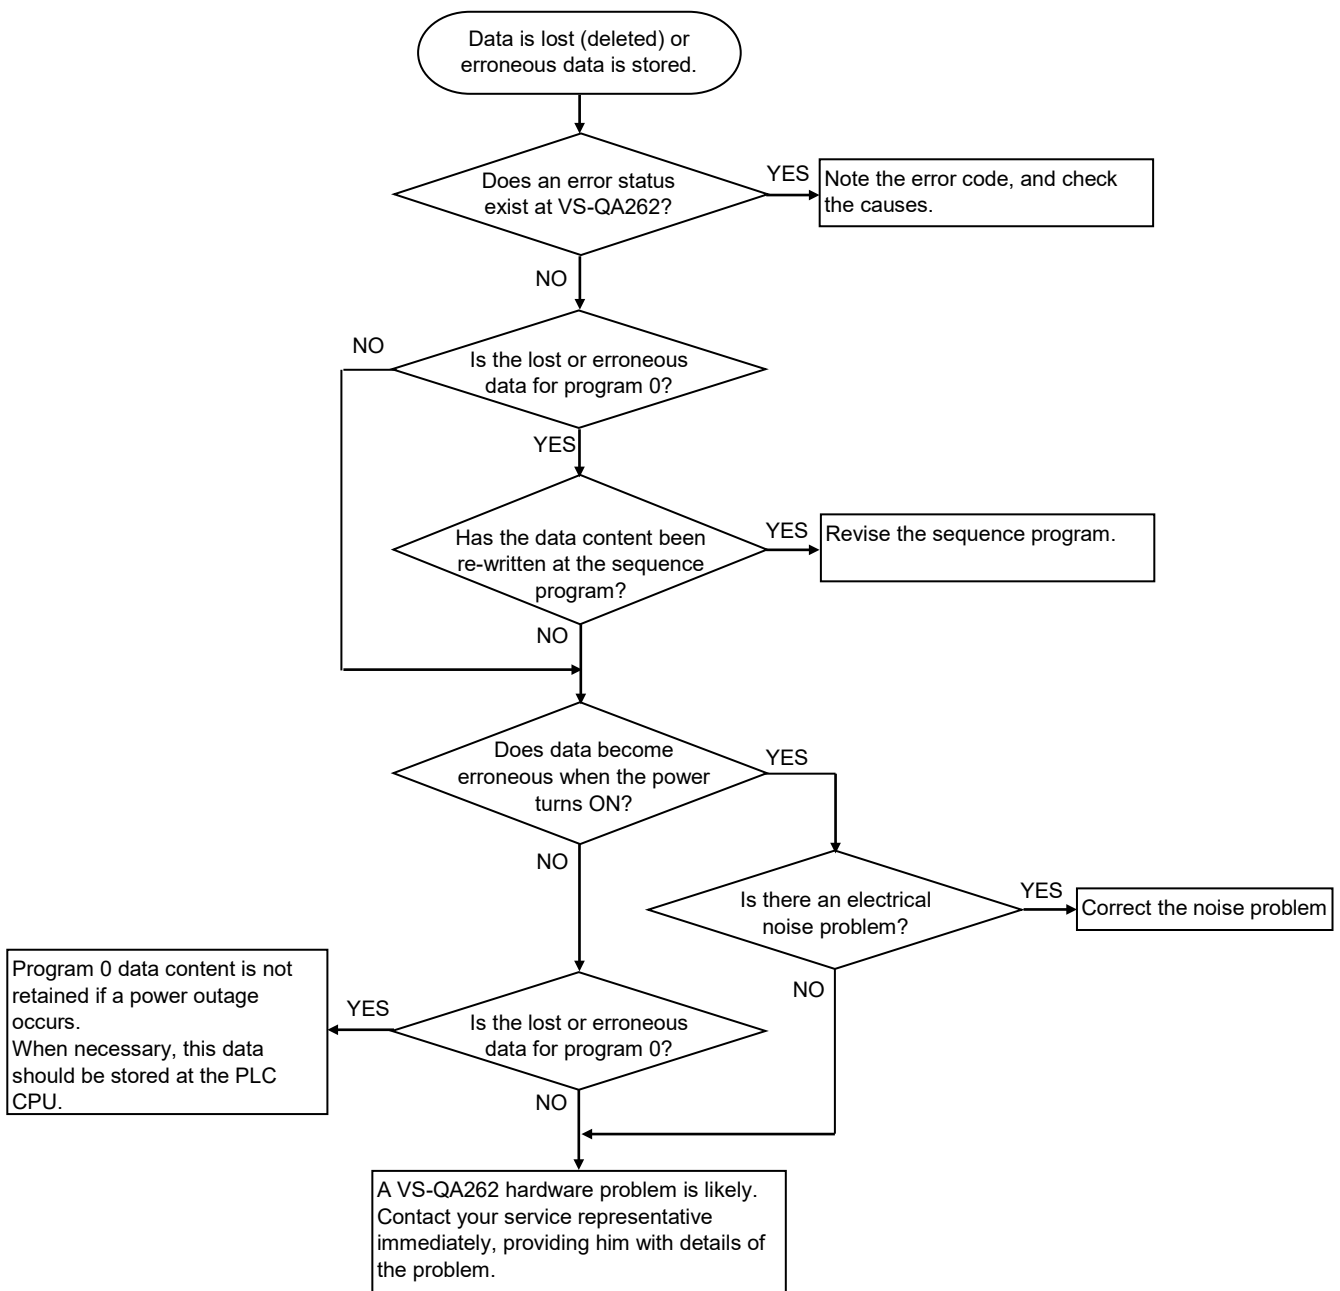 Data is lost (deleted) or
erroneous data is stored.
Does an error status
exist at VS-QA262?
YES
Note the error code, and check
the causes.
NO
Is the lost or erroneous
data for program 0?
NO
YES
Has the data content been
re-written at the sequence
program?
YES
Revise the sequence program.
NO
Does data become
erroneous when the power
turns ON?
YES
NO
Is there an electrical
noise problem?
YES
Correct the noise problem
NO
Is the lost or erroneous
data for program 0?
YES
Program 0 data content is not
retained if a power outage
occurs.
When necessary, this data
should be stored at the PLC
CPU.
NO
A VS-QA262 hardware problem is likely.
Contact your service representative
immediately, providing him with details of
the problem.